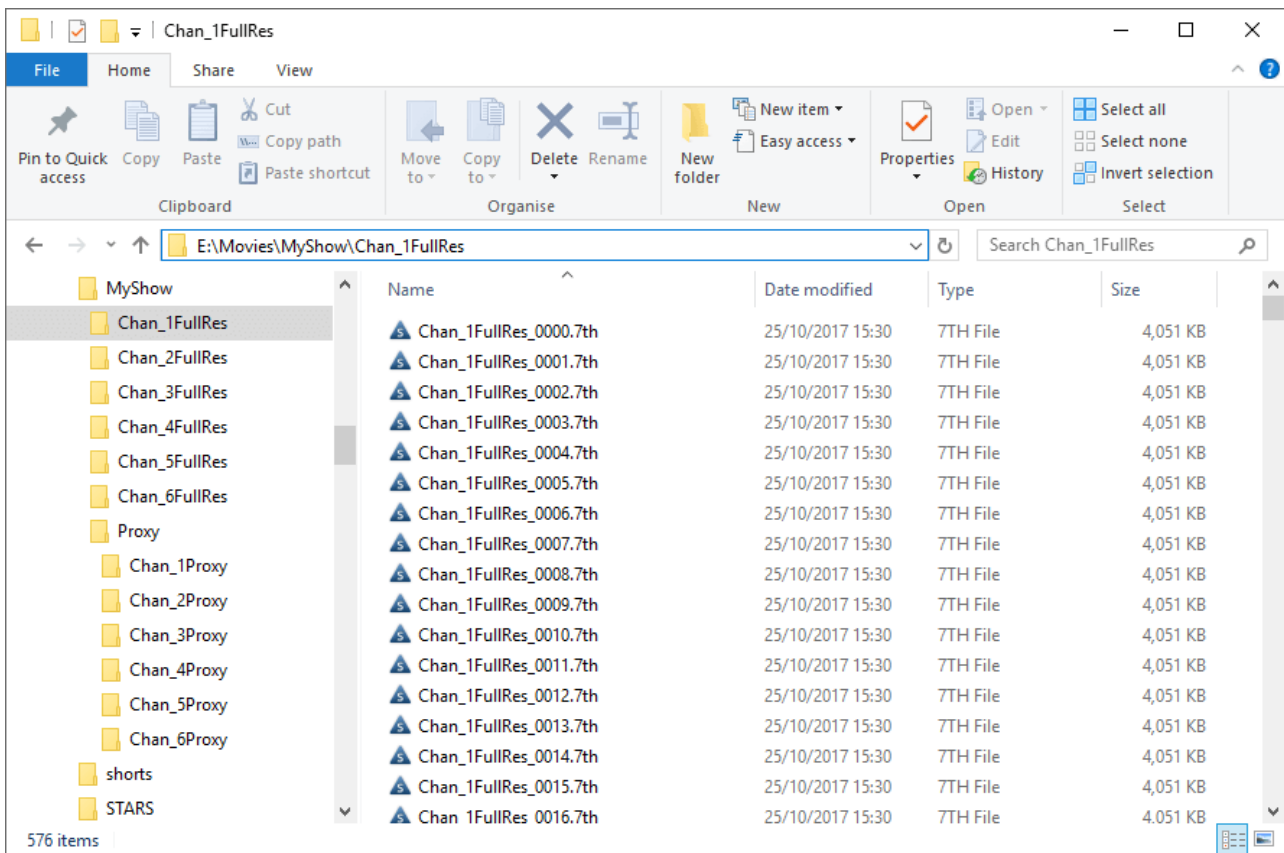 Chan_1FullRes
File Home Share View
Pin to Quick access
Copy
Paste
Cut
Copy path
Paste shortcut
Clipboard
Move to
Copy to
Delete
Rename
Organise
New folder
New item
Easy access
New
Properties
Open
Edit
History
Open
Select all
Select none
Invert selection
Select
E:\Movies\MyShow\Chan_1FullRes
Search Chan_1FullRes
MyShow
Chan_1FullRes
Chan_2FullRes
Chan_3FullRes
Chan_4FullRes
Chan_5FullRes
Chan_6FullRes
Proxy
Chan_1Proxy
Chan_2Proxy
Chan_3Proxy
Chan_4Proxy
Chan_5Proxy
Chan_6Proxy
shorts
STARS
Name Date modified Type Size
Chan_1FullRes_0000.7th 25/10/2017 15:30 7TH File 4,051 KB
Chan_1FullRes_0001.7th 25/10/2017 15:30 7TH File 4,051 KB
Chan_1FullRes_0002.7th 25/10/2017 15:30 7TH File 4,051 KB
Chan_1FullRes_0003.7th 25/10/2017 15:30 7TH File 4,051 KB
Chan_1FullRes_0004.7th 25/10/2017 15:30 7TH File 4,051 KB
Chan_1FullRes_0005.7th 25/10/2017 15:30 7TH File 4,051 KB
Chan_1FullRes_0006.7th 25/10/2017 15:30 7TH File 4,051 KB
Chan_1FullRes_0007.7th 25/10/2017 15:30 7TH File 4,051 KB
Chan_1FullRes_0008.7th 25/10/2017 15:30 7TH File 4,051 KB
Chan_1FullRes_0009.7th 25/10/2017 15:30 7TH File 4,051 KB
Chan_1FullRes_0010.7th 25/10/2017 15:30 7TH File 4,051 KB
Chan_1FullRes_0011.7th 25/10/2017 15:30 7TH File 4,051 KB
Chan_1FullRes_0012.7th 25/10/2017 15:30 7TH File 4,051 KB
Chan_1FullRes_0013.7th 25/10/2017 15:30 7TH File 4,051 KB
Chan_1FullRes_0014.7th 25/10/2017 15:30 7TH File 4,051 KB
Chan_1FullRes_0015.7th 25/10/2017 15:30 7TH File 4,051 KB
Chan_1FullRes_0016.7th 25/10/2017 15:30 7TH File 4,051 KB
576 items